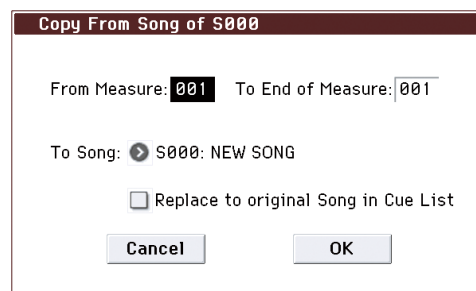 Copy From Song of S000
From Measure: 001 To End of Measure: 001
To Song: S000: NEW SONG
Replace to original Song in Cue List
Cancel OK